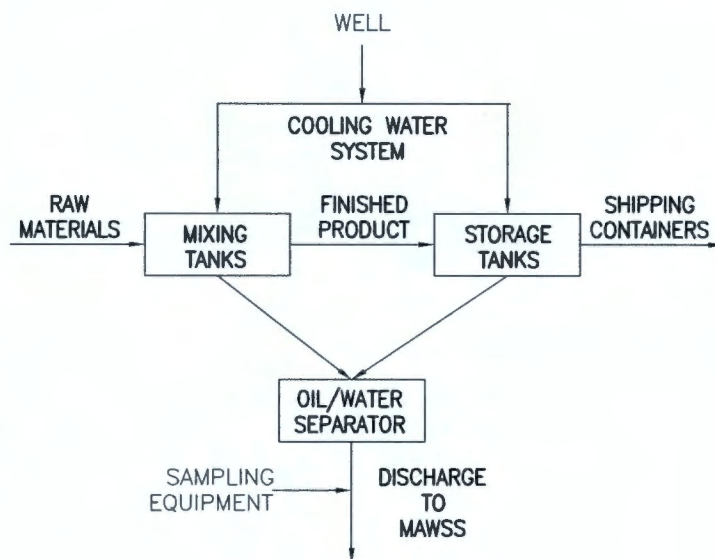 WELL
COOLING WATER
SYSTEM
RAW
MATERIALS
MIXING
TANKS
FINISHED
PRODUCT
STORAGE
TANKS
SHIPPING
CONTAINERS
OIL/WATER
SEPARATOR
SAMPLING
EQUIPMENT
DISCHARGE
TO
MAWSS